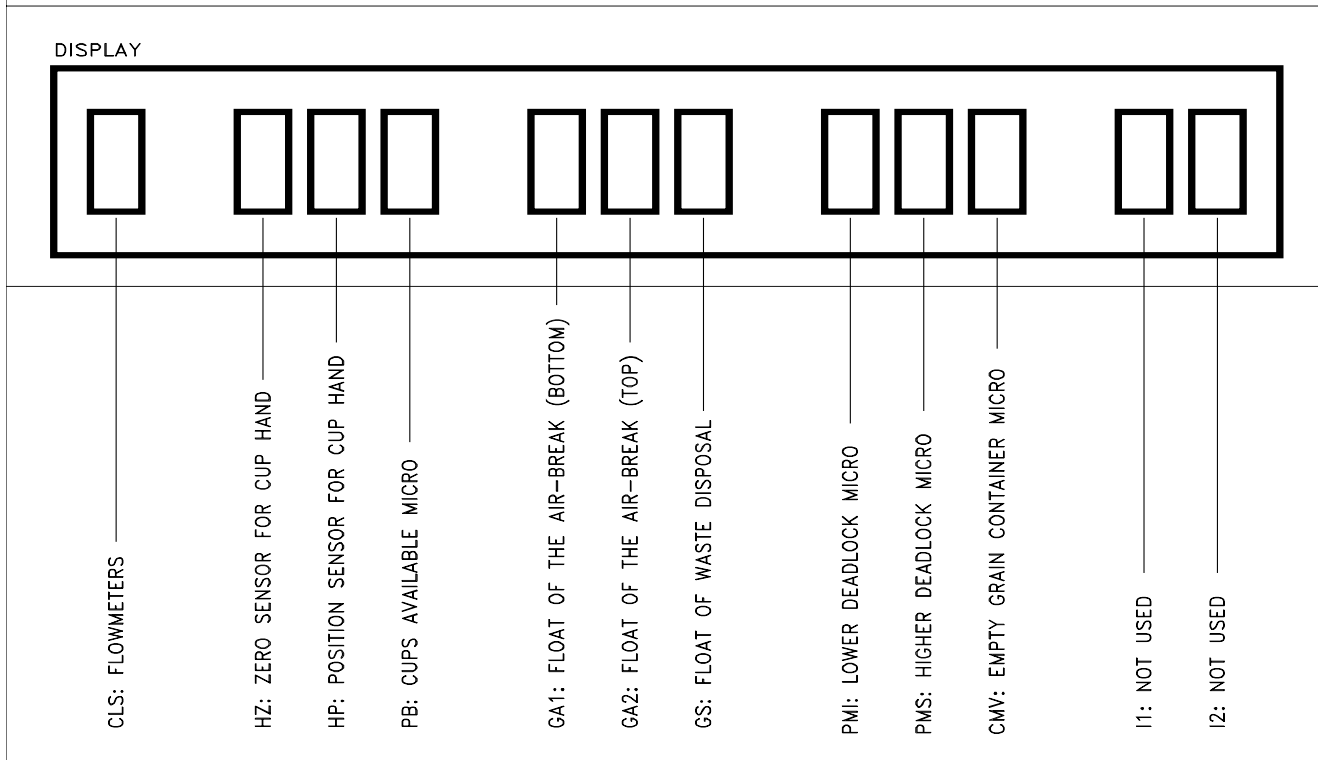 DISPLAY
CLS: FLOWMETERS
HZ: ZERO SENSOR FOR CUP HAND
HP: POSITION SENSOR FOR CUP HAND
PB: CUPS AVAILABLE MICRO
GA1: FLOAT OF THE AIR-BREAK (BOTTOM)
GA2: FLOAT OF THE AIR-BREAK (TOP)
GS: FLOAT OF WASTE DISPOSAL
PMI: LOWER DEADLOCK MICRO
PMS: HIGHER DEADLOCK MICRO
CMV: EMPTY GRAIN CONTAINER MICRO
I1: NOT USED
I2: NOT USED